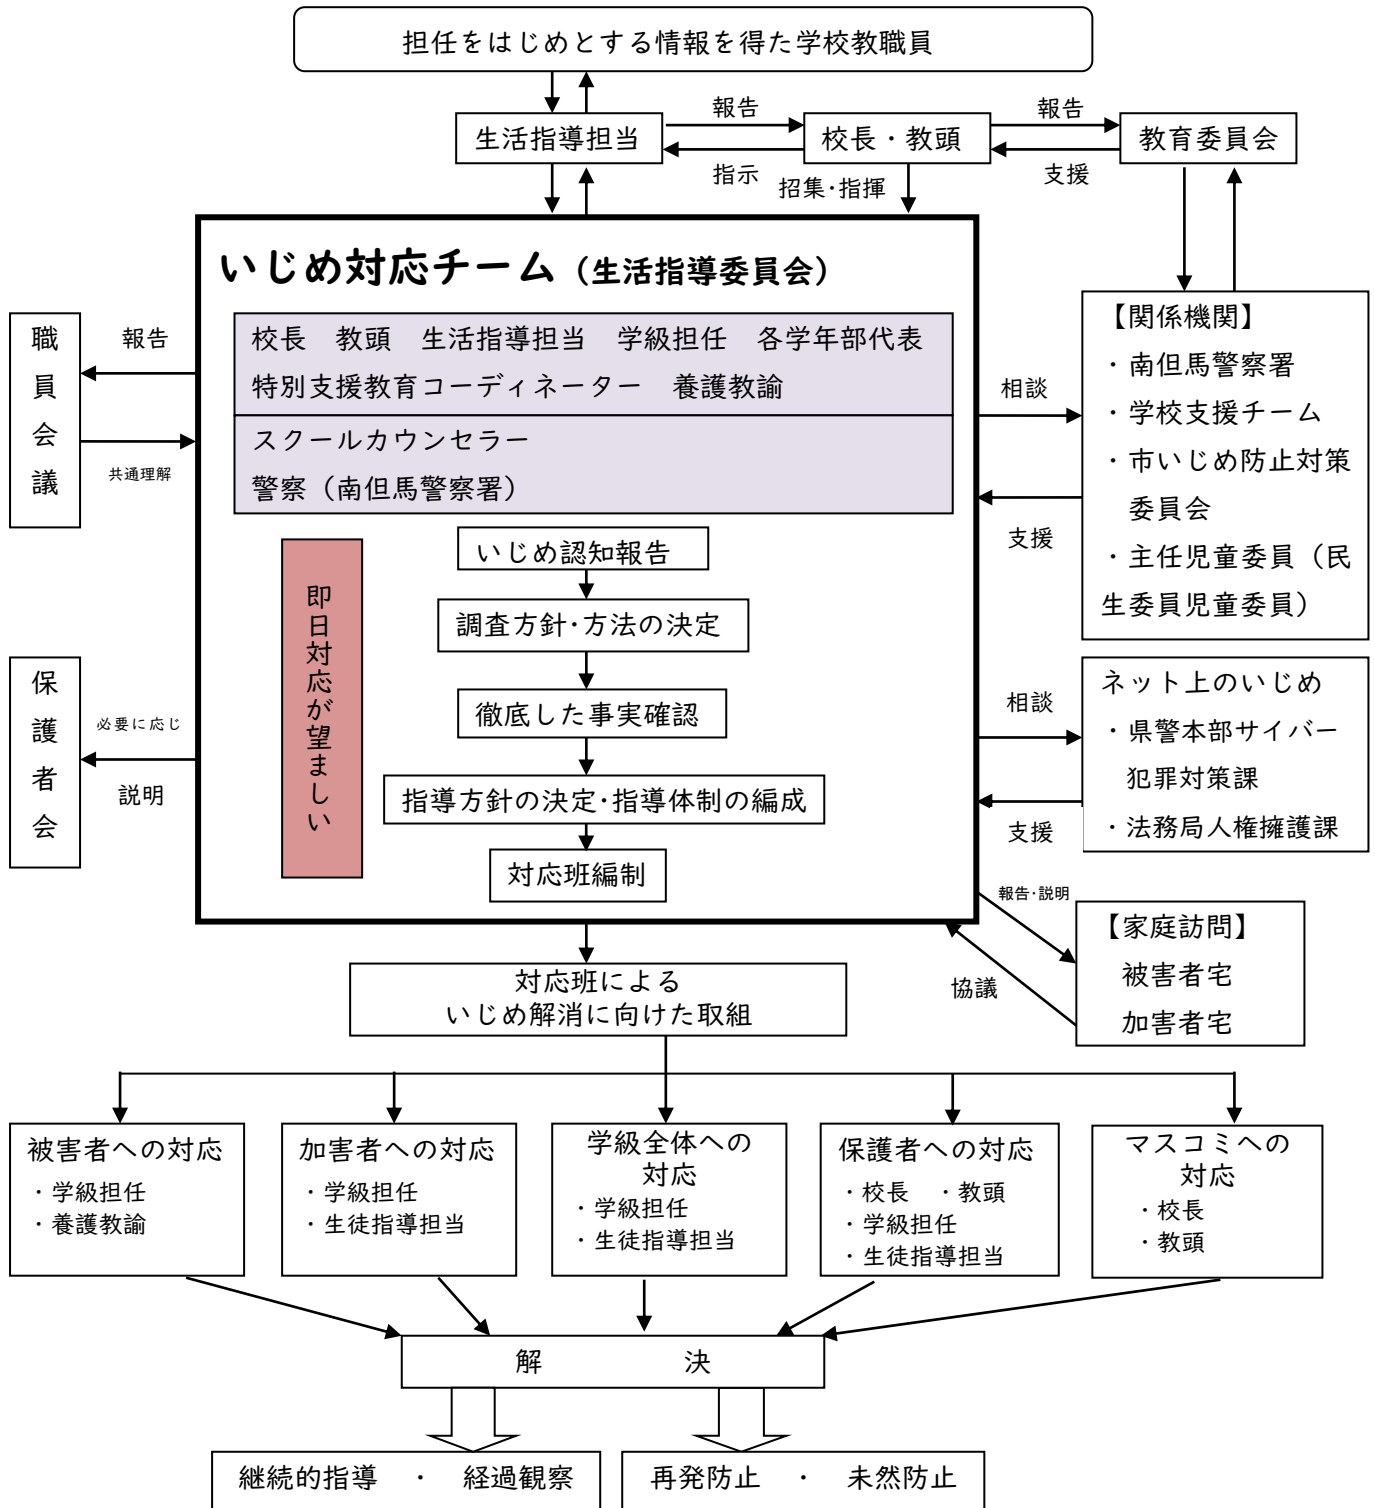 担任をはじめとする情報を得た学校教職員
生活指導担当
報告
指示
校長・教頭
報告
支援
教育委員会
招集・指揮
いじめ対応チーム（生活指導委員会）
校長　教頭　生活指導担当　学級担任　各学年部代表
特別支援教育コーディネーター　養護教諭
スクールカウンセラー
警察（南但馬警察署）
職員会議
報告
共通理解
保護者会
必要に応じ
説明
即日対応が望ましい
いじめ認知報告
調査方針・方法の決定
徹底した事実確認
指導方針の決定・指導体制の編成
対応班編制
相談
支援
【関係機関】
・南但馬警察署
・学校支援チーム
・市いじめ防止対策
委員会
・主任児童委員（民
生委員児童委員）
相談
支援
ネット上のいじめ
・県警本部サイバー
犯罪対策課
・法務局人権擁護課
報告・説明
協議
【家庭訪問】
被害者宅
加害者宅
対応班による
いじめ解消に向けた取組
被害者への対応
・学級担任
・養護教諭
加害者への対応
・学級担任
・生徒指導担当
学級全体への
対応
・学級担任
・生徒指導担当
保護者への対応
・校長　・教頭
・学級担任
・生徒指導担当
マスコミへの
対応
・校長
・教頭
解　決
継続的指導　・　経過観察
再発防止　・　未然防止